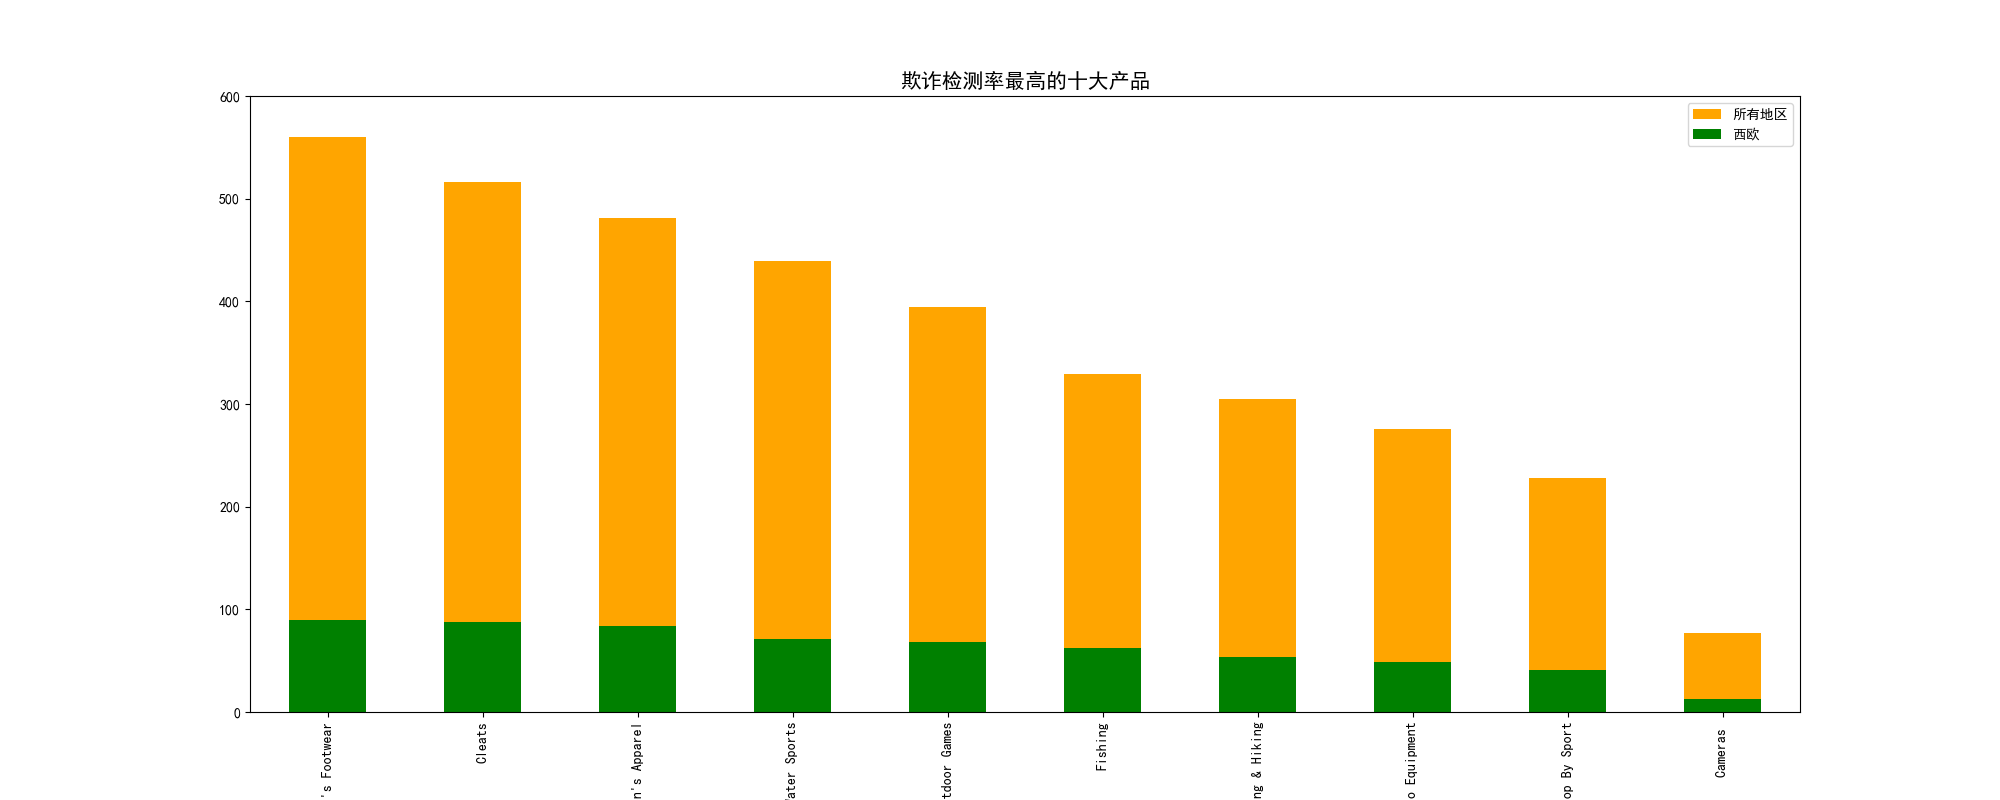 欺诈检测率最高的十大产品
所有地区
西欧
600
500
400
300
200
100
0
's Footwear
Cleats
n's Apparel
ater Sports
tdoor Games
Fishing
ng & Hiking
o Equipment
op By Sport
Cameras